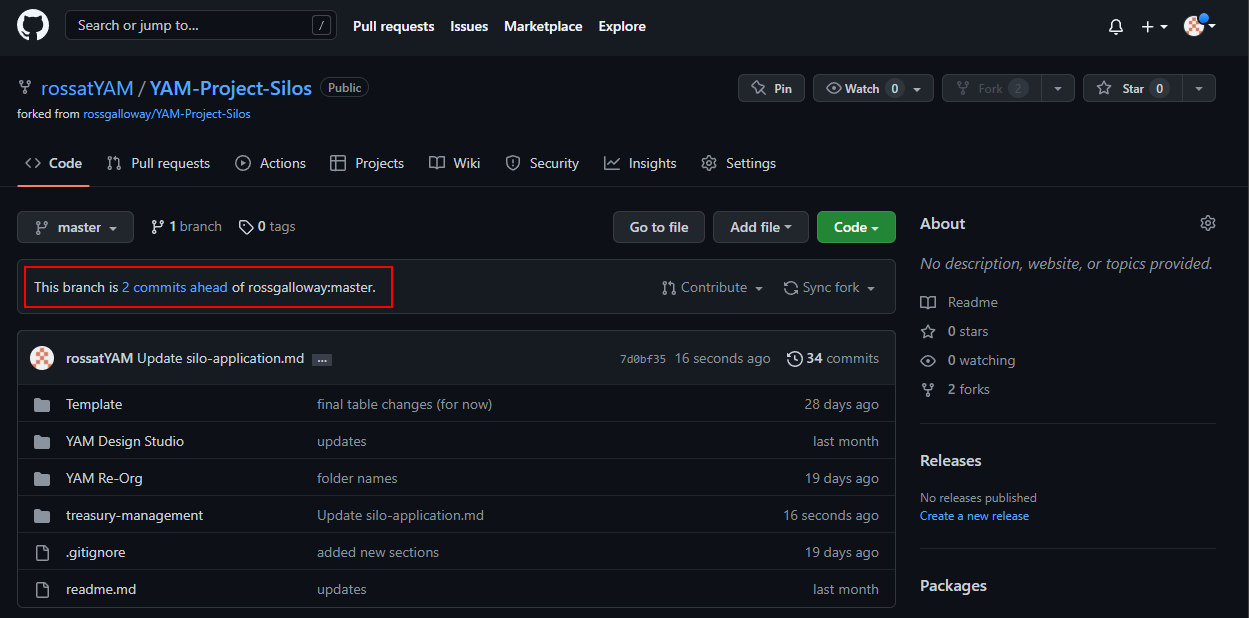 Search or jump to... /
Pull requests Issues Marketplace Explore
rossatYAM / YAM-Project-Silos Public
forked from rossgalloway/YAM-Project-Silos
Pin Watch 0 Fork 2 Star 0
Code Pull requests Actions Projects Wiki Security Insights Settings
master 1 branch 0 tags Go to file Add file Code
This branch is 2 commits ahead of rossgalloway:master. Contribute Sync fork
rossatYAM Update silo-application.md ... 7d0bf35 16 seconds ago 34 commits
Template final table changes (for now) 28 days ago
YAM Design Studio updates last month
YAM Re-Org folder names 19 days ago
treasury-management Update silo-application.md 16 seconds ago
.gitignore added new sections 19 days ago
readme.md updates last month
About
No description, website, or topics provided.
Readme
0 stars
0 watching
2 forks
Releases
No releases published
Create a new release
Packages